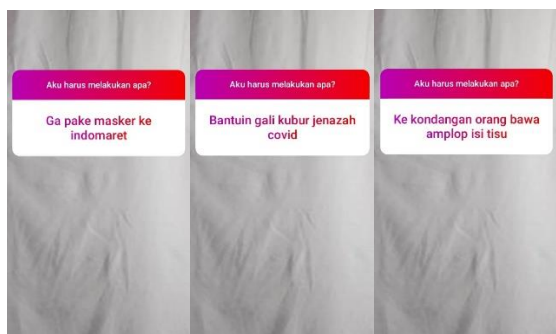 Aku harus melakukan apa?
Ga pake masker ke
indomaret
Aku harus melakukan apa?
Bantuin gali kubur jenazah
covid
Aku harus melakukan apa?
Ke kondangan orang bawa
amplop isi tisu